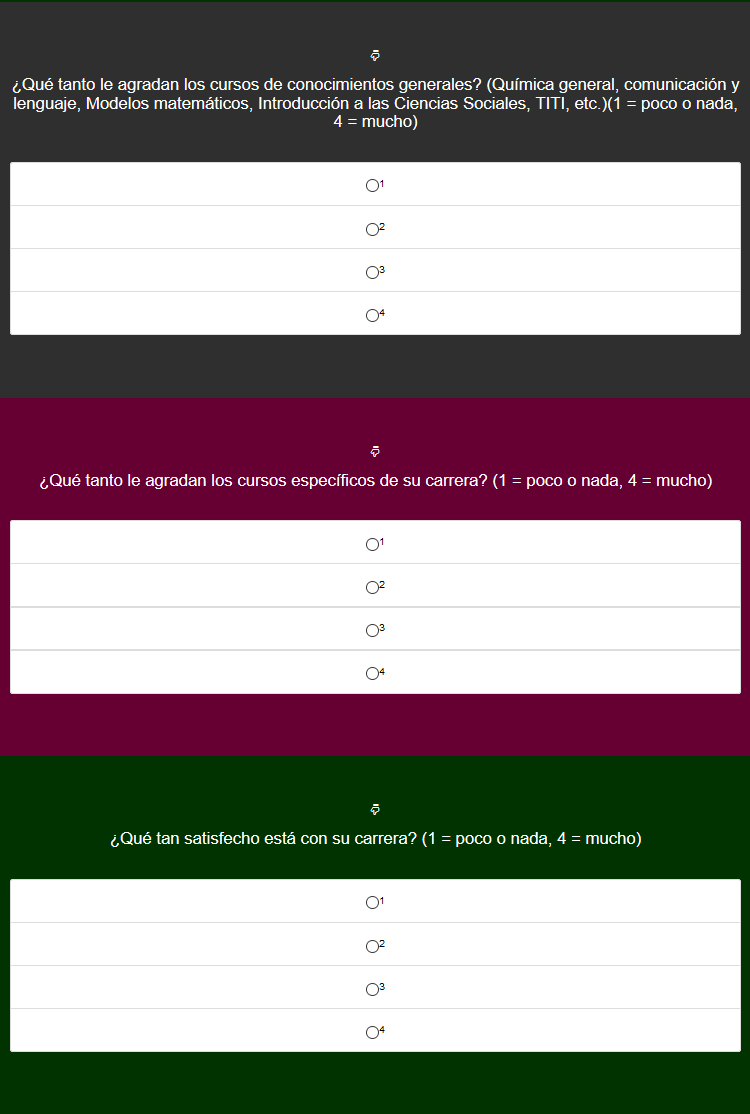 ¿Qué tanto le agradan los cursos de conocimientos generales? (Química general, comunicación y
lenguaje, Modelos matemáticos, Introducción a las Ciencias Sociales, TITI, etc.)(1 = poco o nada,
4 = mucho)
1
2
3
4
¿Qué tanto le agradan los cursos específicos de su carrera? (1 = poco o nada, 4 = mucho)
1
2
3
4
¿Qué tan satisfecho está con su carrera? (1 = poco o nada, 4 = mucho)
1
2
3
4